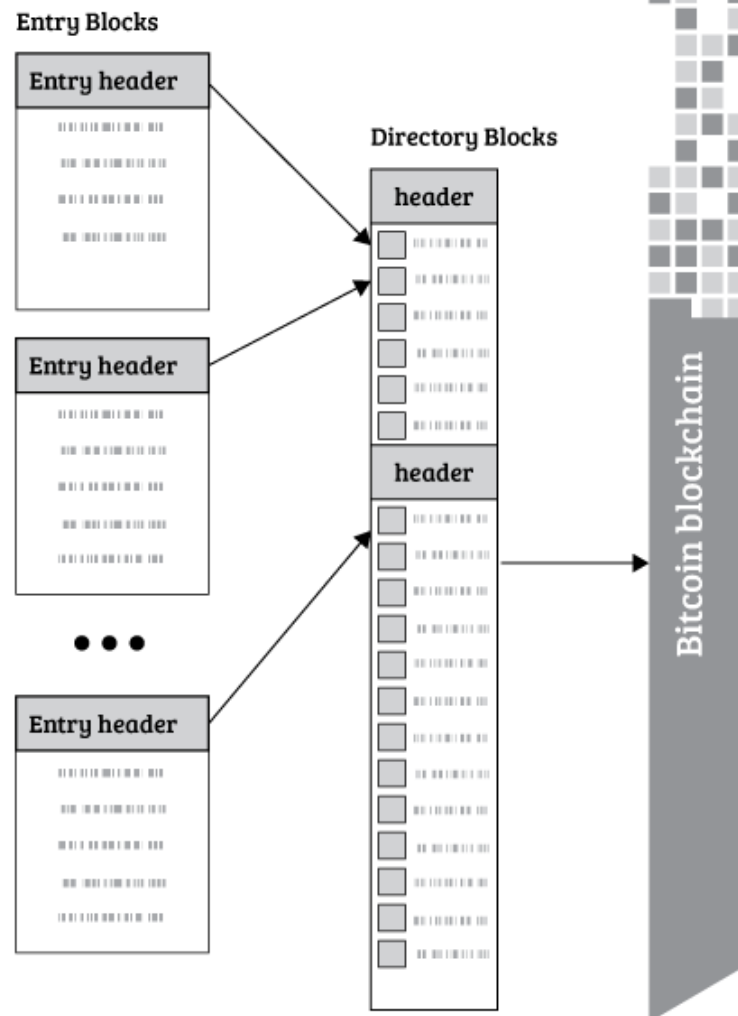 Entry Blocks
Entry header
Entry header
Entry header
Directory Blocks
header
header
Bitcoin blockchain